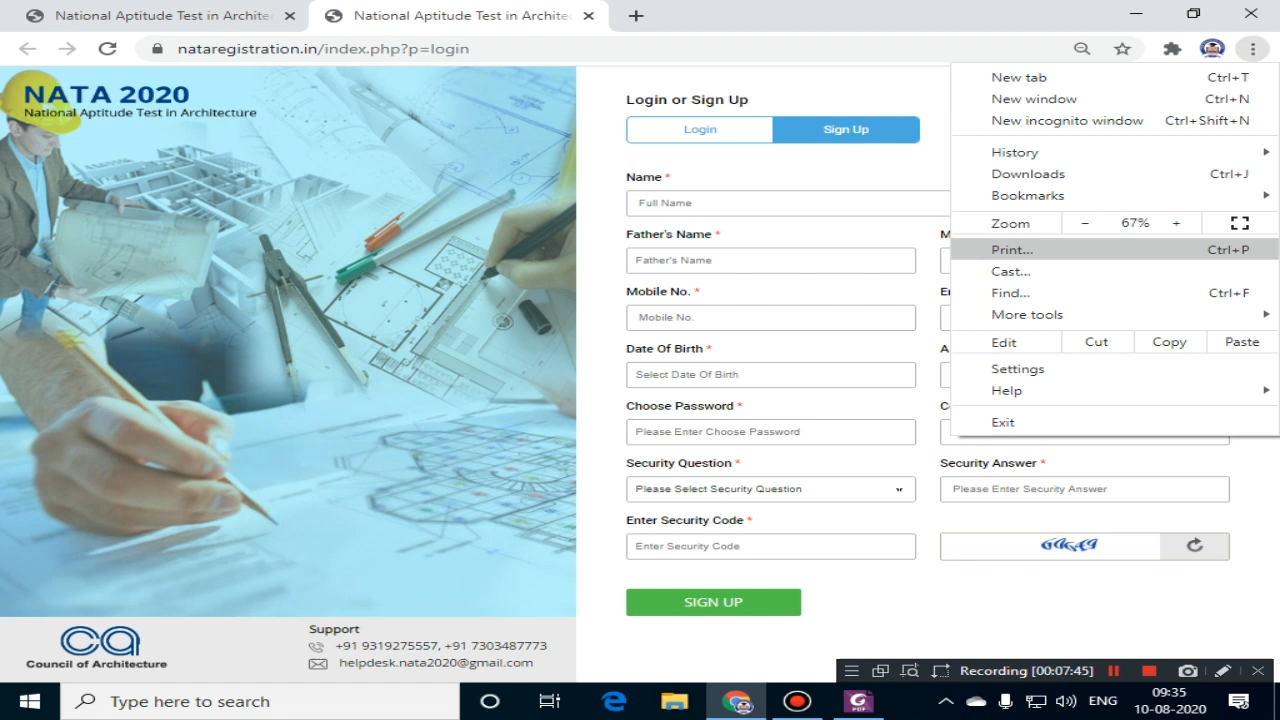 National Aptitude Test in Archite
National Aptitude Test in Archite
nataregistration.in/index.php?p=login
NATA 2020
National Aptitude Test in Architecture
Login or Sign Up
Login
Sign Up
Name *
Full Name
Father's Name *
Father's Name
M
Mobile No. *
Mobile No.
Date Of Birth *
Select Date Of Birth
A
Choose Password *
Please Enter Choose Password
C
Security Question *
Please Select Security Question
Security Answer *
Please Enter Security Answer
Enter Security Code *
Enter Security Code
SIGN UP
New tab Ctrl+T
New window Ctrl+N
New incognito window Ctrl+Shift+N
History
Downloads Ctrl+J
Bookmarks
Zoom - 67% +
Print... Ctrl+P
Cast...
Find... Ctrl+F
More tools
Edit Cut Copy Paste
Settings
Help
Exit
ca
Council of Architecture
Support
+91 9319275557, +91 7303487773
helpdesk.nata2020@gmail.com
Recording [00:07:45]
Type here to search
ENG
09:35
10-08-2020